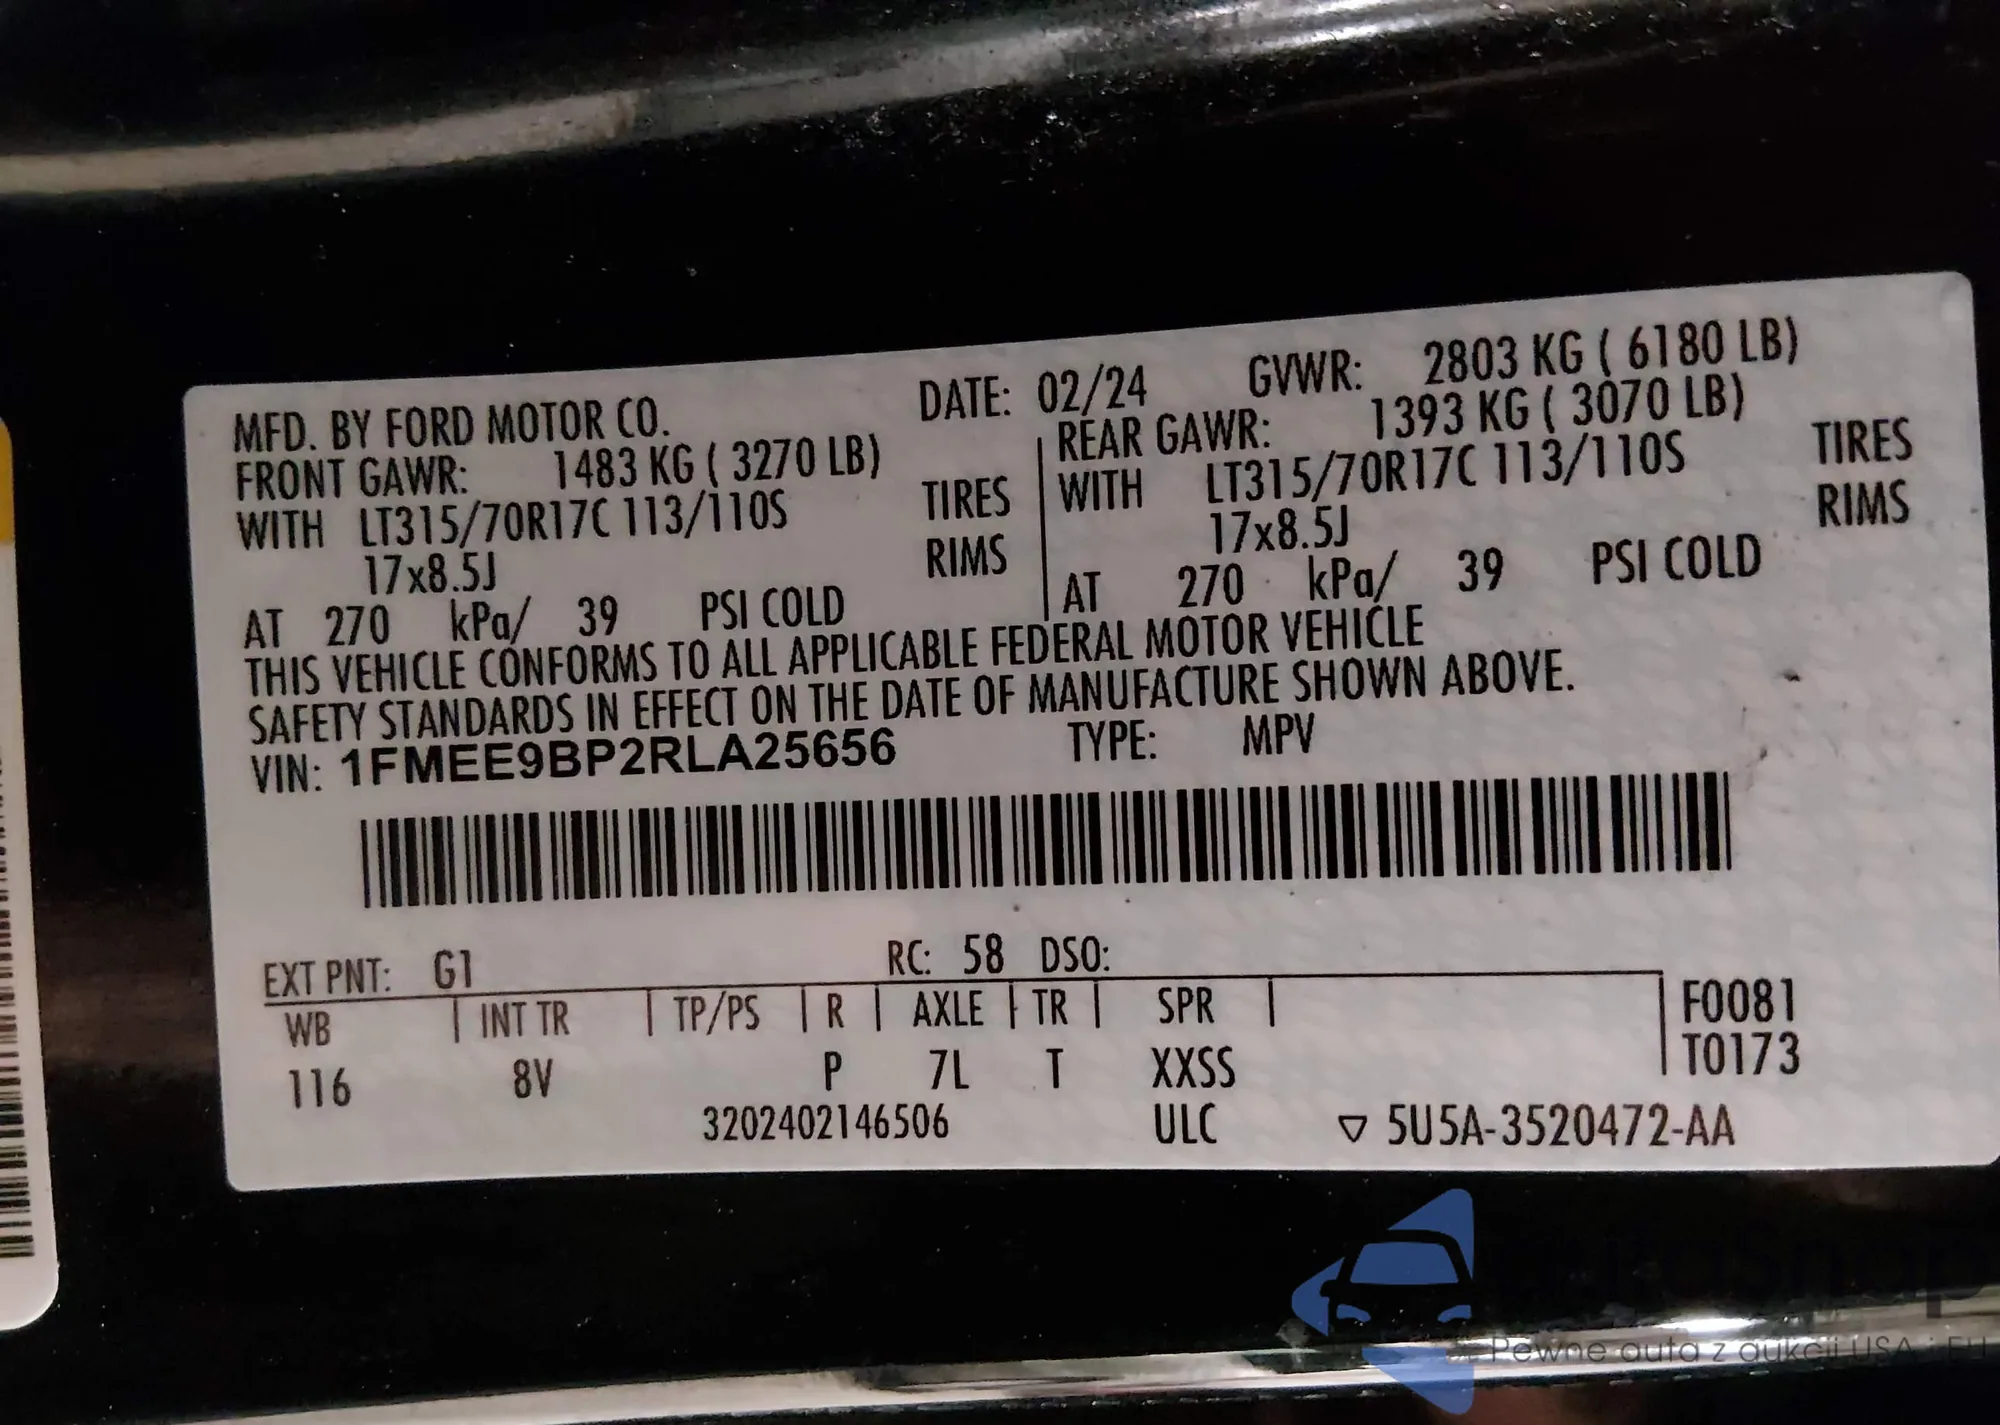 MFD. BY FORD MOTOR CO. DATE: 02/24 GVWR: 2803 KG ( 6180 LB)
FRONT GAWR: 1483 KG ( 3270 LB) REAR GAWR: 1393 KG ( 3070 LB)
WITH LT315/70R17C 113/110S TIRES WITH LT315/70R17C 113/110S TIRES
17x8.5J RIMS 17x8.5J RIMS
AT 270 kPa/ 39 PSI COLD AT 270 kPa/ 39 PSI COLD
THIS VEHICLE CONFORMS TO ALL APPLICABLE FEDERAL MOTOR VEHICLE
SAFETY STANDARDS IN EFFECT ON THE DATE OF MANUFACTURE SHOWN ABOVE.
VIN: 1FMEE9BP2RLA25656 TYPE: MPV
EXT PNT: G1 RC: 58 DSO:
WB INT TR TP/PS R AXLE TR SPR F0081
116 8V P 7L T XXSS T0173
3202402146506 ULC ▽ 5U5A-3520472-AA
Pewne auta z aukcji USA i EU